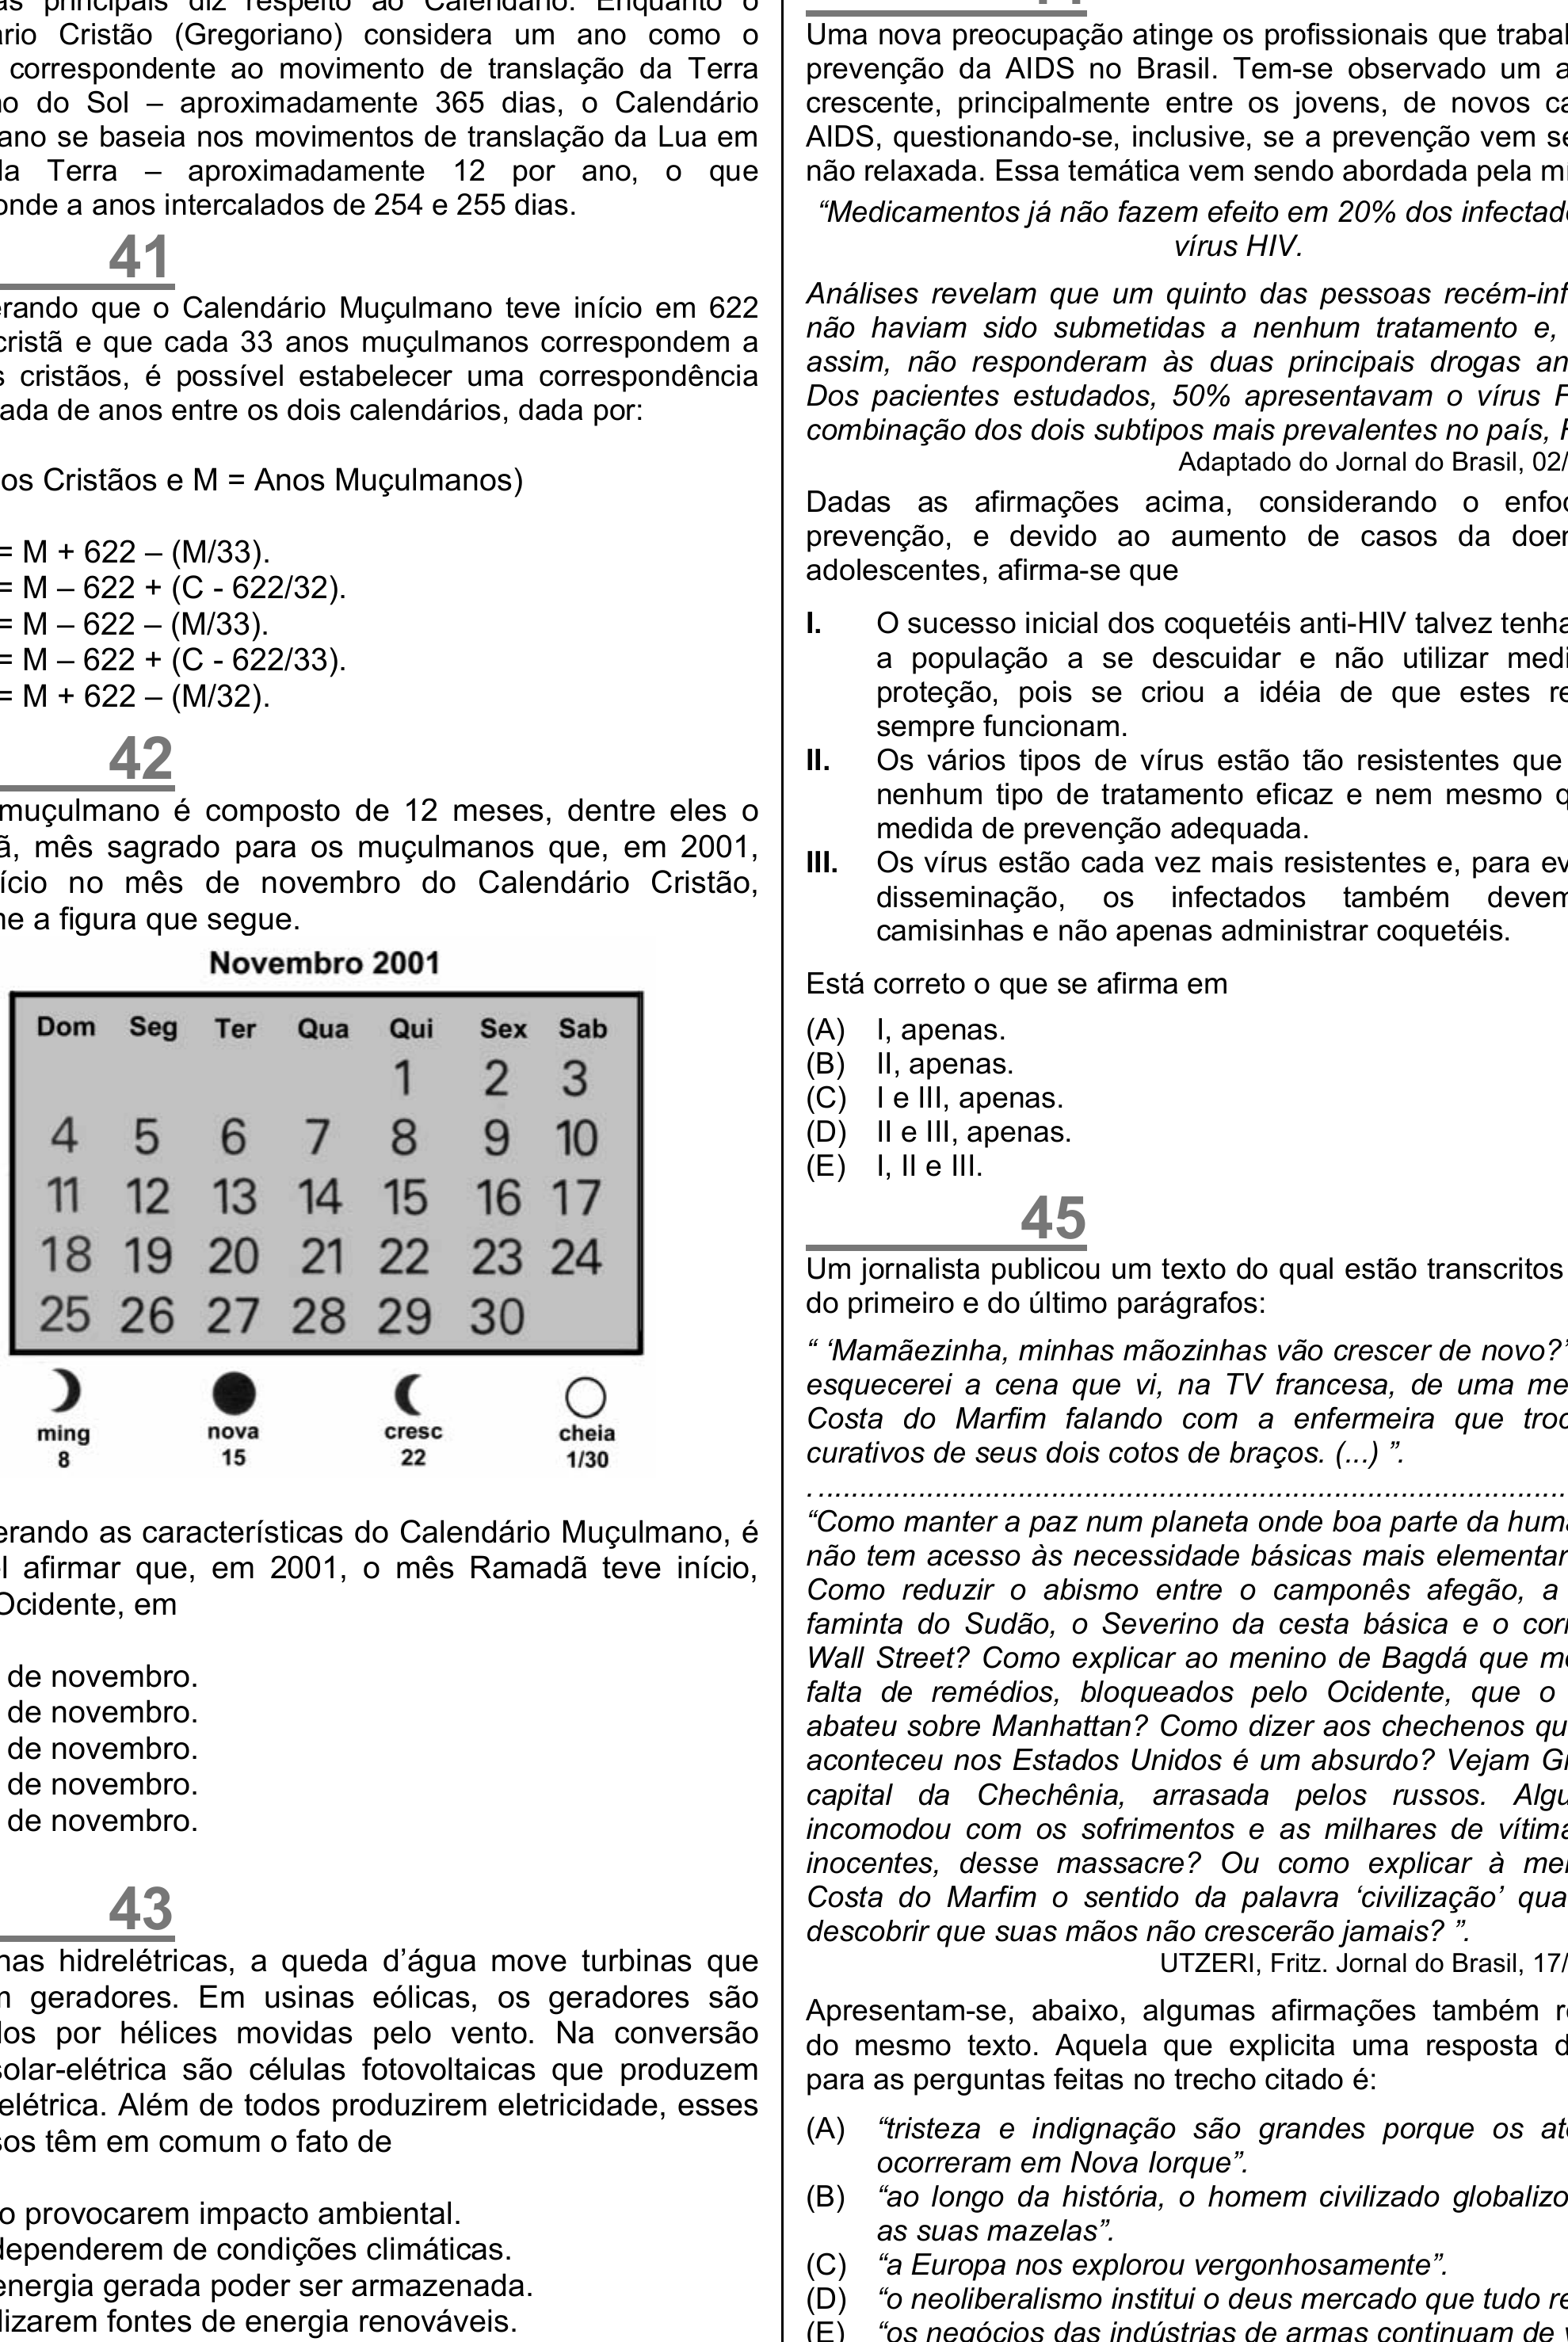 as principais diz respeito ao Calendário. Enquanto o
ário Cristão (Gregoriano) considera um ano como o
correspondente ao movimento de translação da Terra
no do Sol – aproximadamente 365 dias, o Calendário
ano se baseia nos movimentos de translação da Lua em
da Terra – aproximadamente 12 por ano, o que
onde a anos intercalados de 254 e 255 dias.
41
erando que o Calendário Muçulmano teve início em 622
cristã e que cada 33 anos muçulmanos correspondem a
s cristãos, é possível estabelecer uma correspondência
ada de anos entre os dois calendários, dada por:
os Cristãos e M = Anos Muçulmanos)
= M + 622 – (M/33).
= M – 622 + (C - 622/32).
= M – 622 – (M/33).
= M – 622 + (C - 622/33).
= M + 622 – (M/32).
42
muçulmano é composto de 12 meses, dentre eles o
ã, mês sagrado para os muçulmanos que, em 2001,
ício no mês de novembro do Calendário Cristão,
ne a figura que segue.
Novembro 2001
Dom Seg Ter Qua Qui Sex Sab
1 2 3
4 5 6 7 8 9 10
11 12 13 14 15 16 17
18 19 20 21 22 23 24
25 26 27 28 29 30
ming nova cresc cheia
8 15 22 1/30
erando as características do Calendário Muçulmano, é
l afirmar que, em 2001, o mês Ramadã teve início,
Ocidente, em
de novembro.
de novembro.
de novembro.
de novembro.
de novembro.
43
nas hidrelétricas, a queda d’água move turbinas que
m geradores. Em usinas eólicas, os geradores são
dos por hélices movidas pelo vento. Na conversão
solar-elétrica são células fotovoltaicas que produzem
elétrica. Além de todos produzirem eletricidade, esses
sos têm em comum o fato de
o provocarem impacto ambiental.
dependerem de condições climáticas.
energia gerada poder ser armazenada.
lizarem fontes de energia renováveis.
Uma nova preocupação atinge os profissionais que trabal
prevenção da AIDS no Brasil. Tem-se observado um a
crescente, principalmente entre os jovens, de novos ca
AIDS, questionando-se, inclusive, se a prevenção vem se
não relaxada. Essa temática vem sendo abordada pela mí
“Medicamentos já não fazem efeito em 20% dos infectado
vírus HIV.
Análises revelam que um quinto das pessoas recém-inf
não haviam sido submetidas a nenhum tratamento e,
assim, não responderam às duas principais drogas an
Dos pacientes estudados, 50% apresentavam o vírus F
combinação dos dois subtipos mais prevalentes no país, F
Adaptado do Jornal do Brasil, 02/
Dadas as afirmações acima, considerando o enfoc
prevenção, e devido ao aumento de casos da doen
adolescentes, afirma-se que
I. O sucesso inicial dos coquetéis anti-HIV talvez tenha
a população a se descuidar e não utilizar medi
proteção, pois se criou a idéia de que estes re
sempre funcionam.
II. Os vários tipos de vírus estão tão resistentes que
nenhum tipo de tratamento eficaz e nem mesmo q
medida de prevenção adequada.
III. Os vírus estão cada vez mais resistentes e, para ev
disseminação, os infectados também devem
camisinhas e não apenas administrar coquetéis.
Está correto o que se afirma em
(A) I, apenas.
(B) II, apenas.
(C) I e III, apenas.
(D) II e III, apenas.
(E) I, II e III.
45
Um jornalista publicou um texto do qual estão transcritos
do primeiro e do último parágrafos:
“ ‘Mamãezinha, minhas mãozinhas vão crescer de novo?’
esquecerei a cena que vi, na TV francesa, de uma me
Costa do Marfim falando com a enfermeira que troc
curativos de seus dois cotos de braços. (...) ”.
“Como manter a paz num planeta onde boa parte da huma
não tem acesso às necessidade básicas mais elementar
Como reduzir o abismo entre o camponês afegão, a
faminta do Sudão, o Severino da cesta básica e o corr
Wall Street? Como explicar ao menino de Bagdá que mo
falta de remédios, bloqueados pelo Ocidente, que o
abateu sobre Manhattan? Como dizer aos chechenos qu
aconteceu nos Estados Unidos é um absurdo? Vejam Gr
capital da Chechênia, arrasada pelos russos. Algu
incomodou com os sofrimentos e as milhares de vítima
inocentes, desse massacre? Ou como explicar à men
Costa do Marfim o sentido da palavra ‘civilização’ qua
descobrir que suas mãos não crescerão jamais? ”.
UTZERI, Fritz. Jornal do Brasil, 17/
Apresentam-se, abaixo, algumas afirmações também r
do mesmo texto. Aquela que explicita uma resposta d
para as perguntas feitas no trecho citado é:
(A) “tristeza e indignação são grandes porque os ate
ocorreram em Nova Iorque”.
(B) “ao longo da história, o homem civilizado globalizo
as suas mazelas”.
(C) “a Europa nos explorou vergonhosamente”.
(D) “o neoliberalismo institui o deus mercado que tudo re
(E) “os negócios das indústrias de armas continuam de v